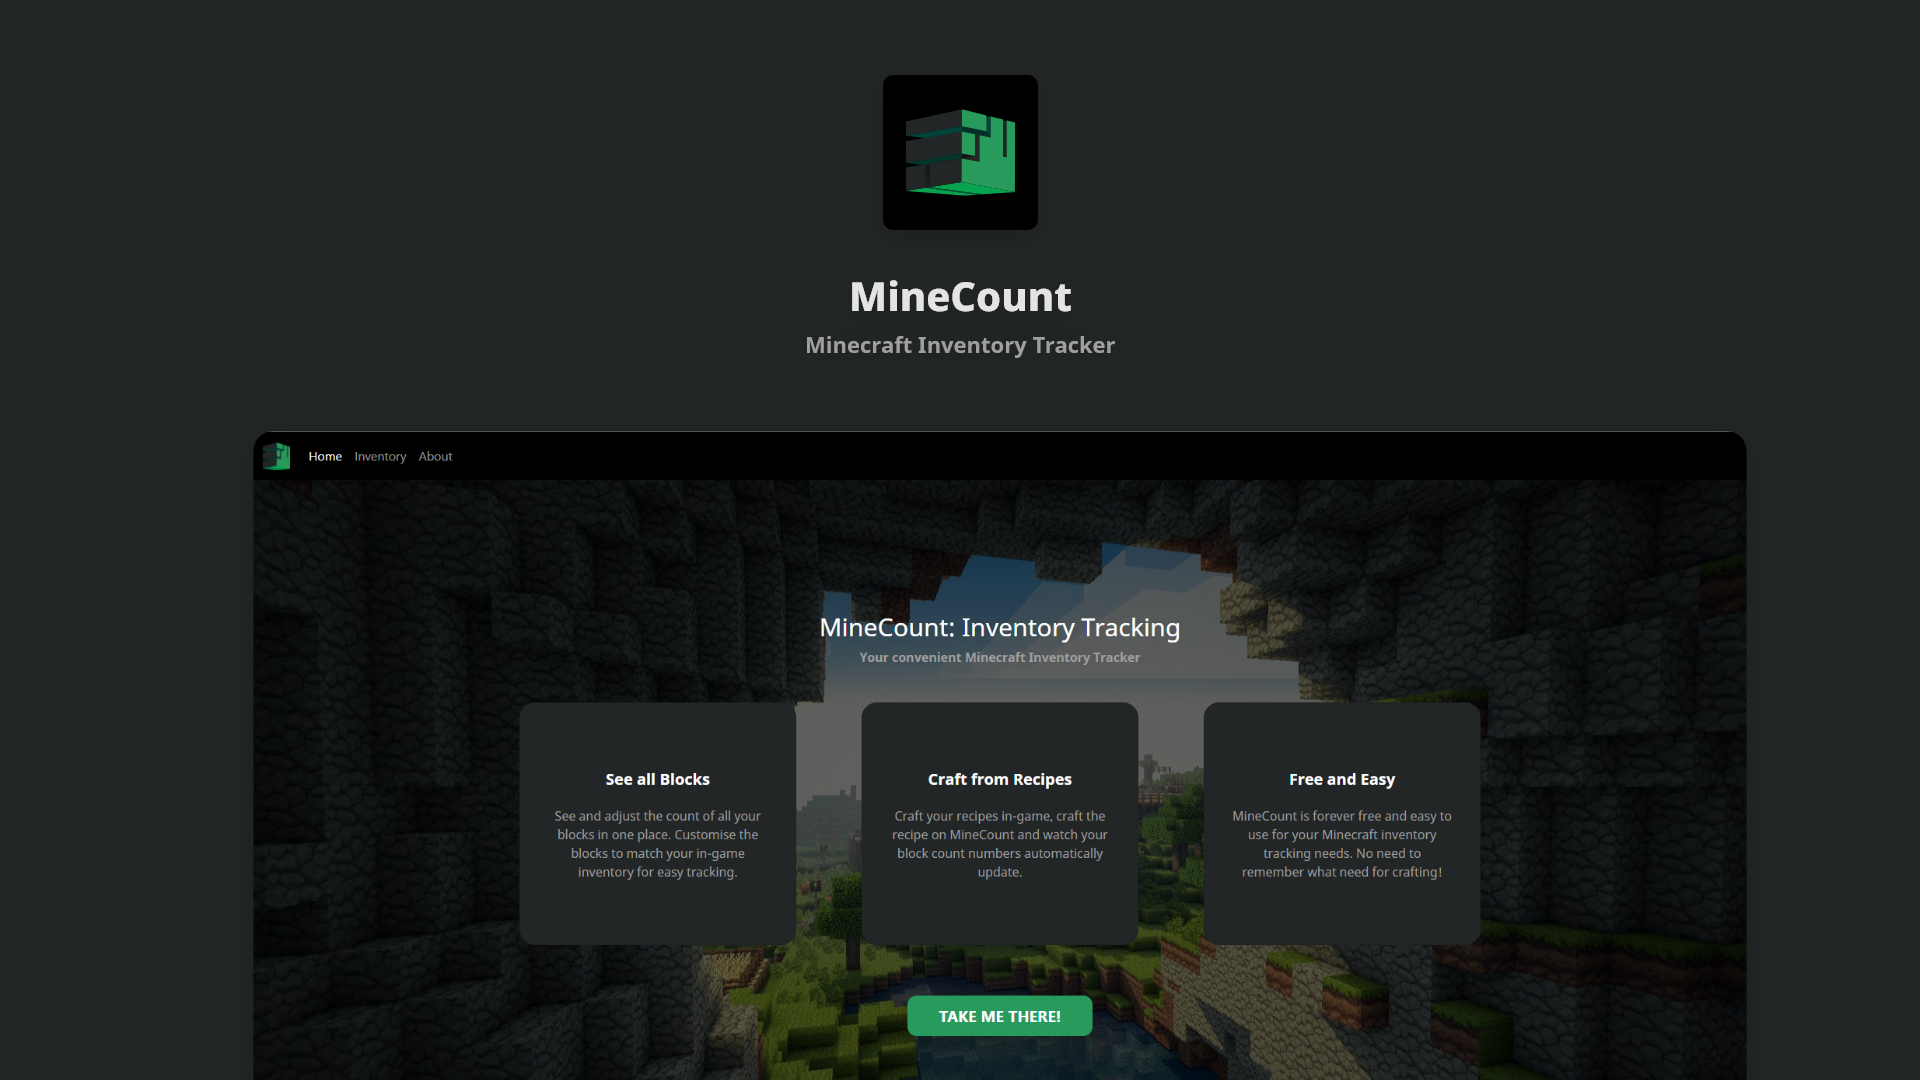 MineCount
Minecraft Inventory Tracker
Home Inventory About
MineCount: Inventory Tracking
Your convenient Minecraft Inventory Tracker
See all Blocks
See and adjust the count of all your
blocks in one place. Customise the
blocks to match your in-game
inventory for easy tracking.
Craft from Recipes
Craft your recipes in-game, craft the
recipe on MineCount and watch your
block count numbers automatically
update.
Free and Easy
MineCount is forever free and easy to
use for your Minecraft inventory
tracking needs. No need to
remember what need for crafting!
TAKE ME THERE!